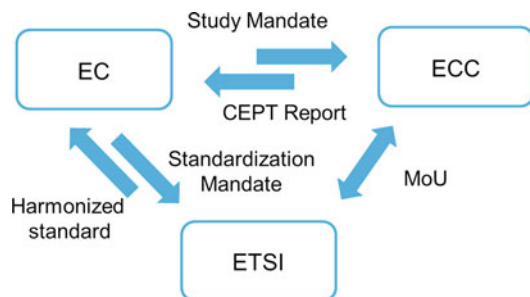 Study Mandate
EC
ECC
CEPT Report
Standardization
Mandate
MoU
Harmonized
standard
ETSI